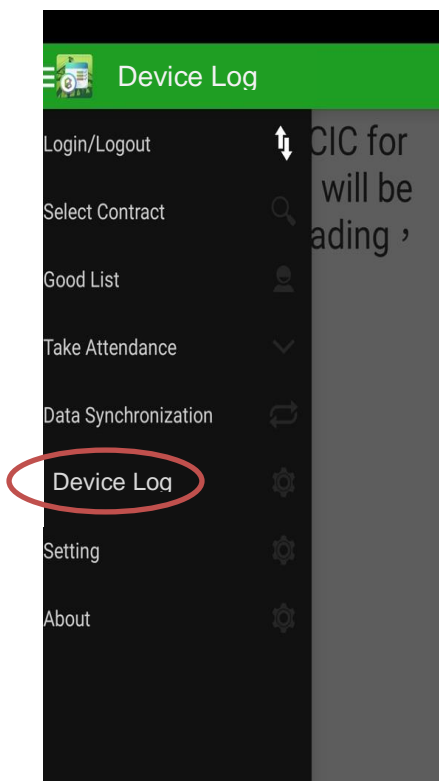 Device Log
Login/Logout
CIC for
will be
ading，
Select Contract
Good List
Take Attendance
Data Synchronization
Device Log
Setting
About